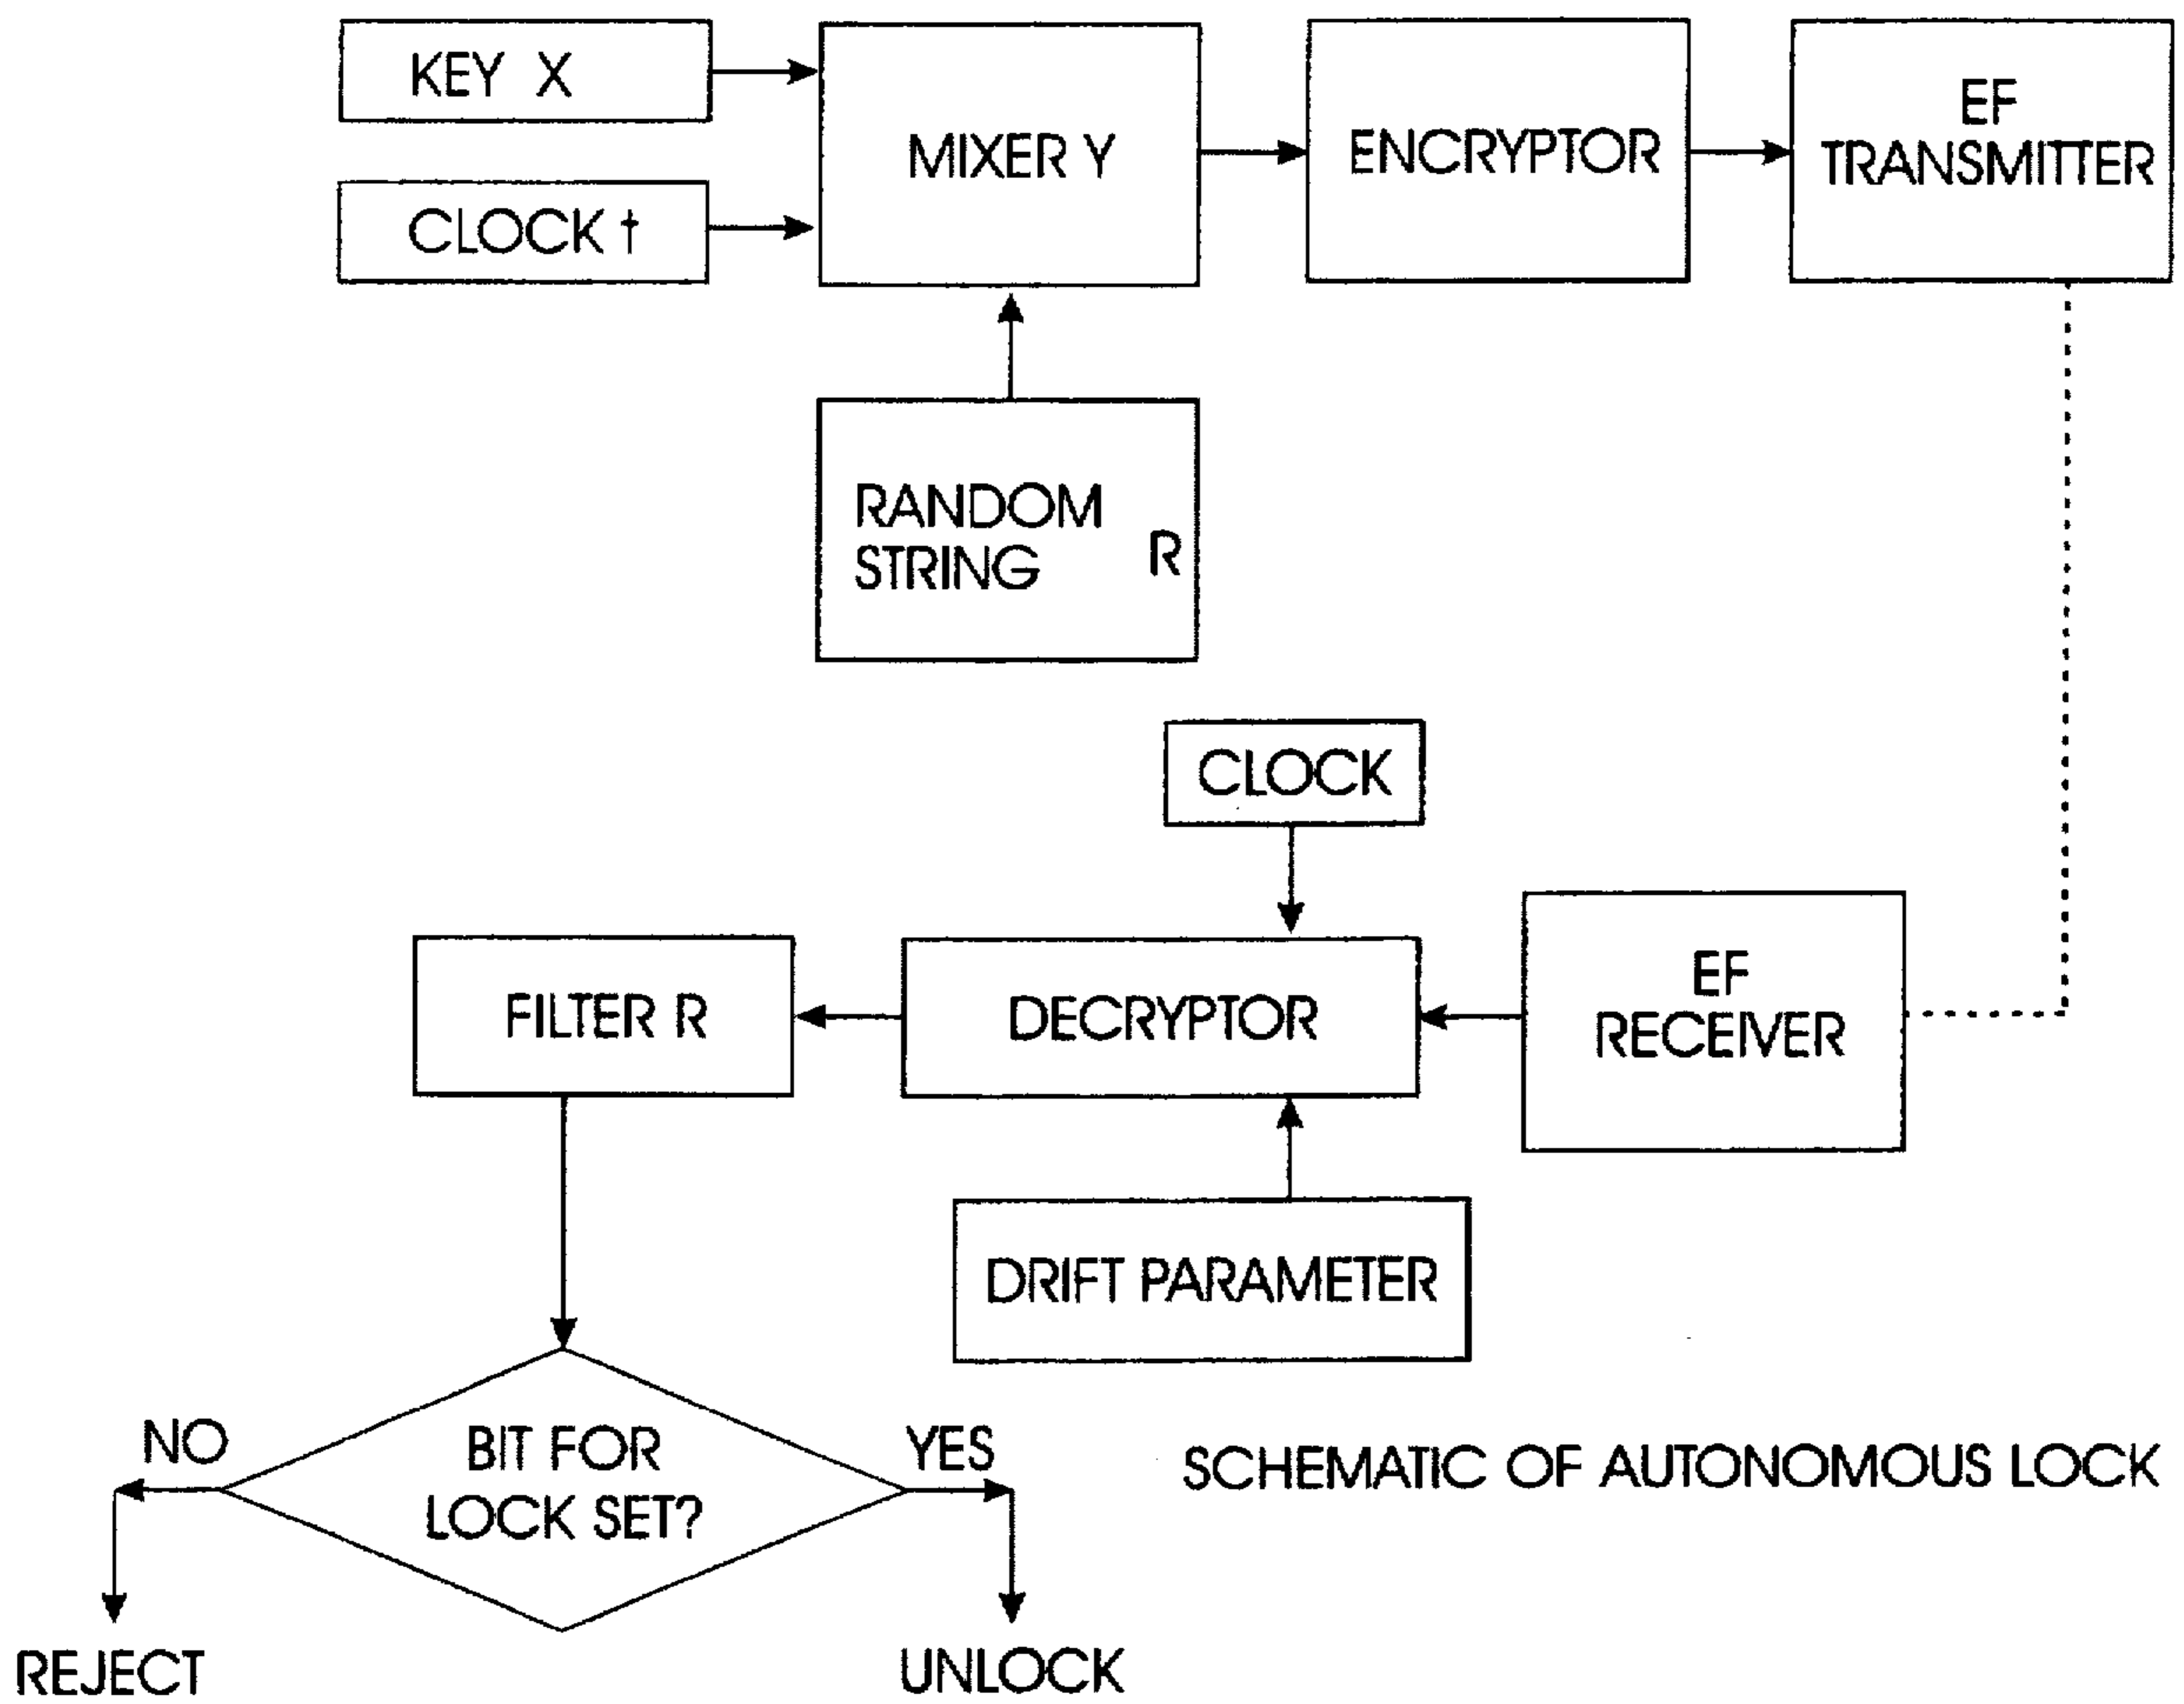 KEY X
CLOCK t
MIXER Y
ENCRYPTOR
EF
TRANSMITTER
RANDOM
STRING R
CLOCK
FILTER R
DECRYPTOR
EF
RECEIVER
DRIFT PARAMETER
NO
BIT FOR
LOCK SET?
YES
SCHEMATIC OF AUTONOMOUS LOCK
REJECT
UNLOCK